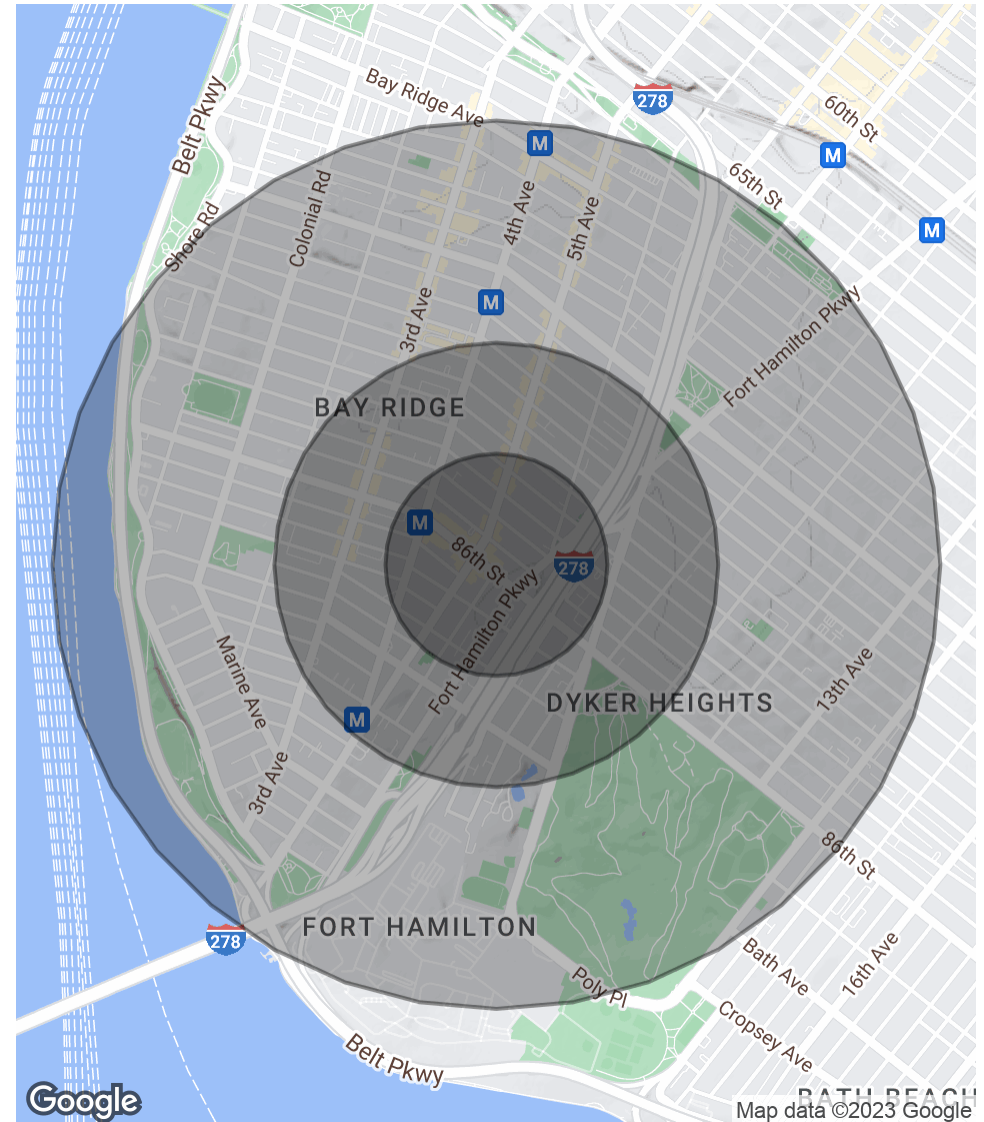 Bay Ridge Ave
278
60th St
Belt Pkwy
M
M
65th St
Colonial Rd
4th Ave
5th Ave
Shore Rd
M
M
3rd Ave
Fort Hamilton Pkwy
BAY RIDGE
M
86th St
278
Fort Hamilton Pkwy
Marine Ave
13th Ave
DYKER HEIGHTS
M
3rd Ave
86th St
FORT HAMILTON
278
Bath Ave
16th Ave
Poly Pl
Cropsey Ave
Belt Pkwy
BATH BEACH
Google
Map data ©2023 Google